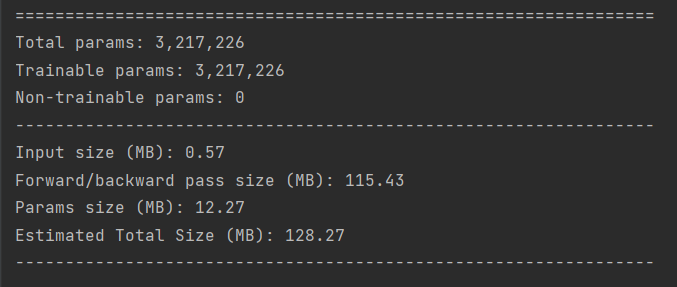 ================================================================
Total params: 3,217,226
Trainable params: 3,217,226
Non-trainable params: 0
----------------------------------------------------------------
Input size (MB): 0.57
Forward/backward pass size (MB): 115.43
Params size (MB): 12.27
Estimated Total Size (MB): 128.27
----------------------------------------------------------------